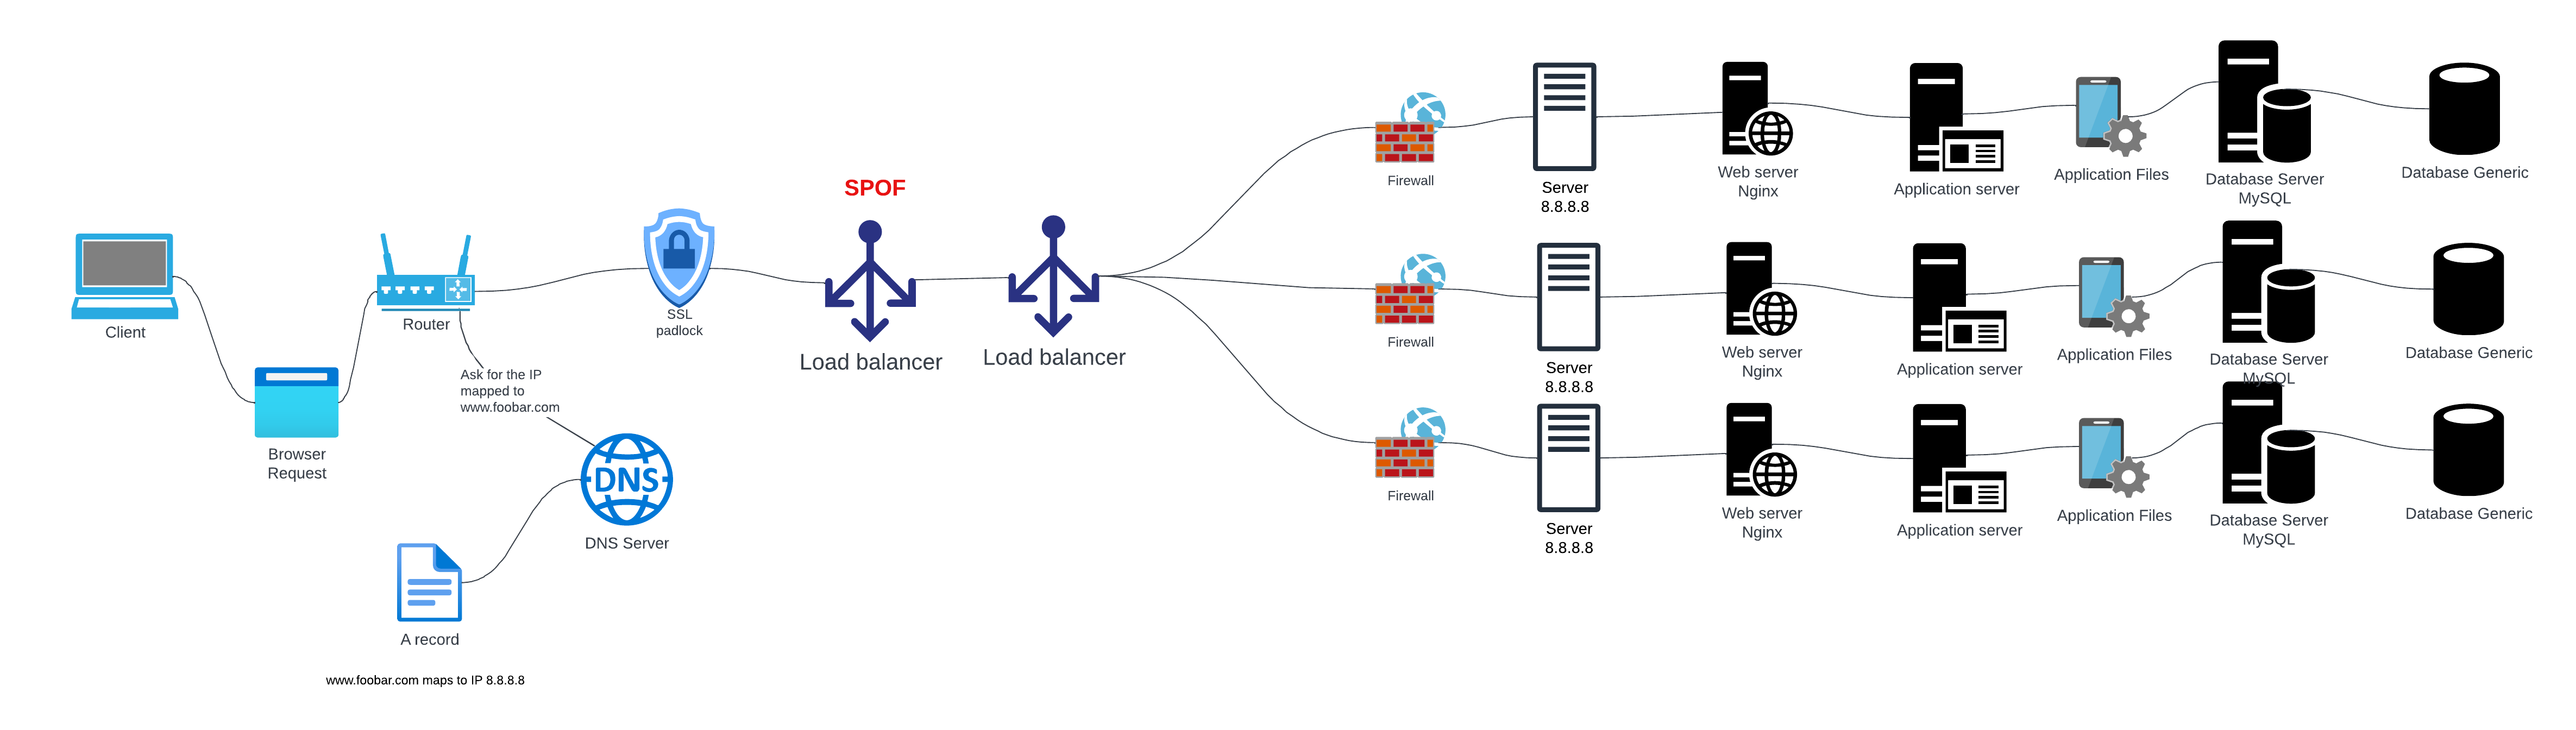 Client
Browser
Request
Router
Ask for the IP
mapped to
www.foobar.com
DNS
DNS Server
A record
www.foobar.com maps to IP 8.8.8.8
SSL
padlock
SPOF
Load balancer
Load balancer
Firewall
Server
8.8.8.8
Web server
Nginx
Application server
Application Files
Database Server
MySQL
Database Generic
Firewall
Server
8.8.8.8
Web server
Nginx
Application server
Application Files
Database Server
MySQL
Database Generic
Firewall
Server
8.8.8.8
Web server
Nginx
Application server
Application Files
Database Server
MySQL
Database Generic